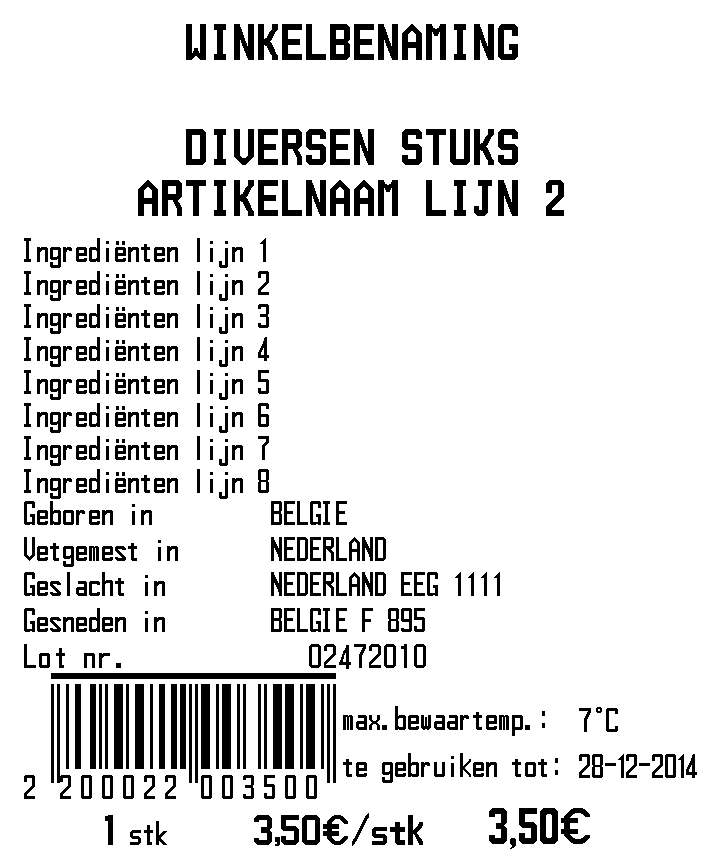 WINKELBENAMING
DIVERSEN STUKS
ARTIKELNAAM LIJN 2
Ingrediënten lijn 1
Ingrediënten lijn 2
Ingrediënten lijn 3
Ingrediënten lijn 4
Ingrediënten lijn 5
Ingrediënten lijn 6
Ingrediënten lijn 7
Ingrediënten lijn 8
Geboren in BELGIE
Vetgemest in NEDERLAND
Geslacht in NEDERLAND EEG 1111
Gesneden in BELGIE F 895
Lot nr. 02472010
max.bewaartemp.: 7°C
te gebruiken tot: 28-12-2014
2 200022 003500
1 stk 3,50€/stk 3,50€